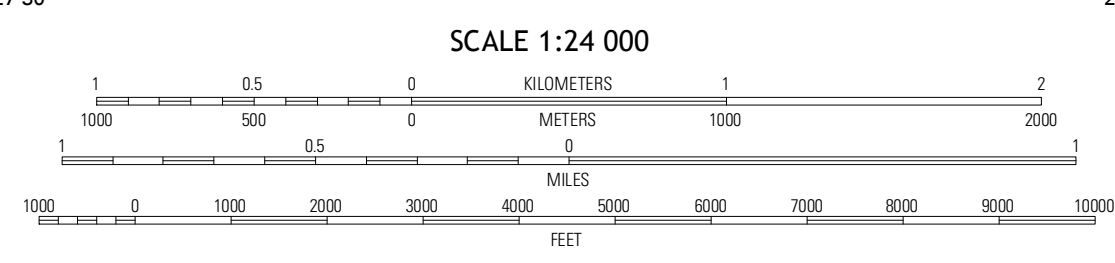 SCALE 1:24 000
1 0.5 0 KILOMETERS 1 2
1000 500 0 METERS 1000 2000
1 0.5 0 1
MILES
1000 0 1000 2000 3000 4000 5000 6000 7000 8000 9000 10000
FEET